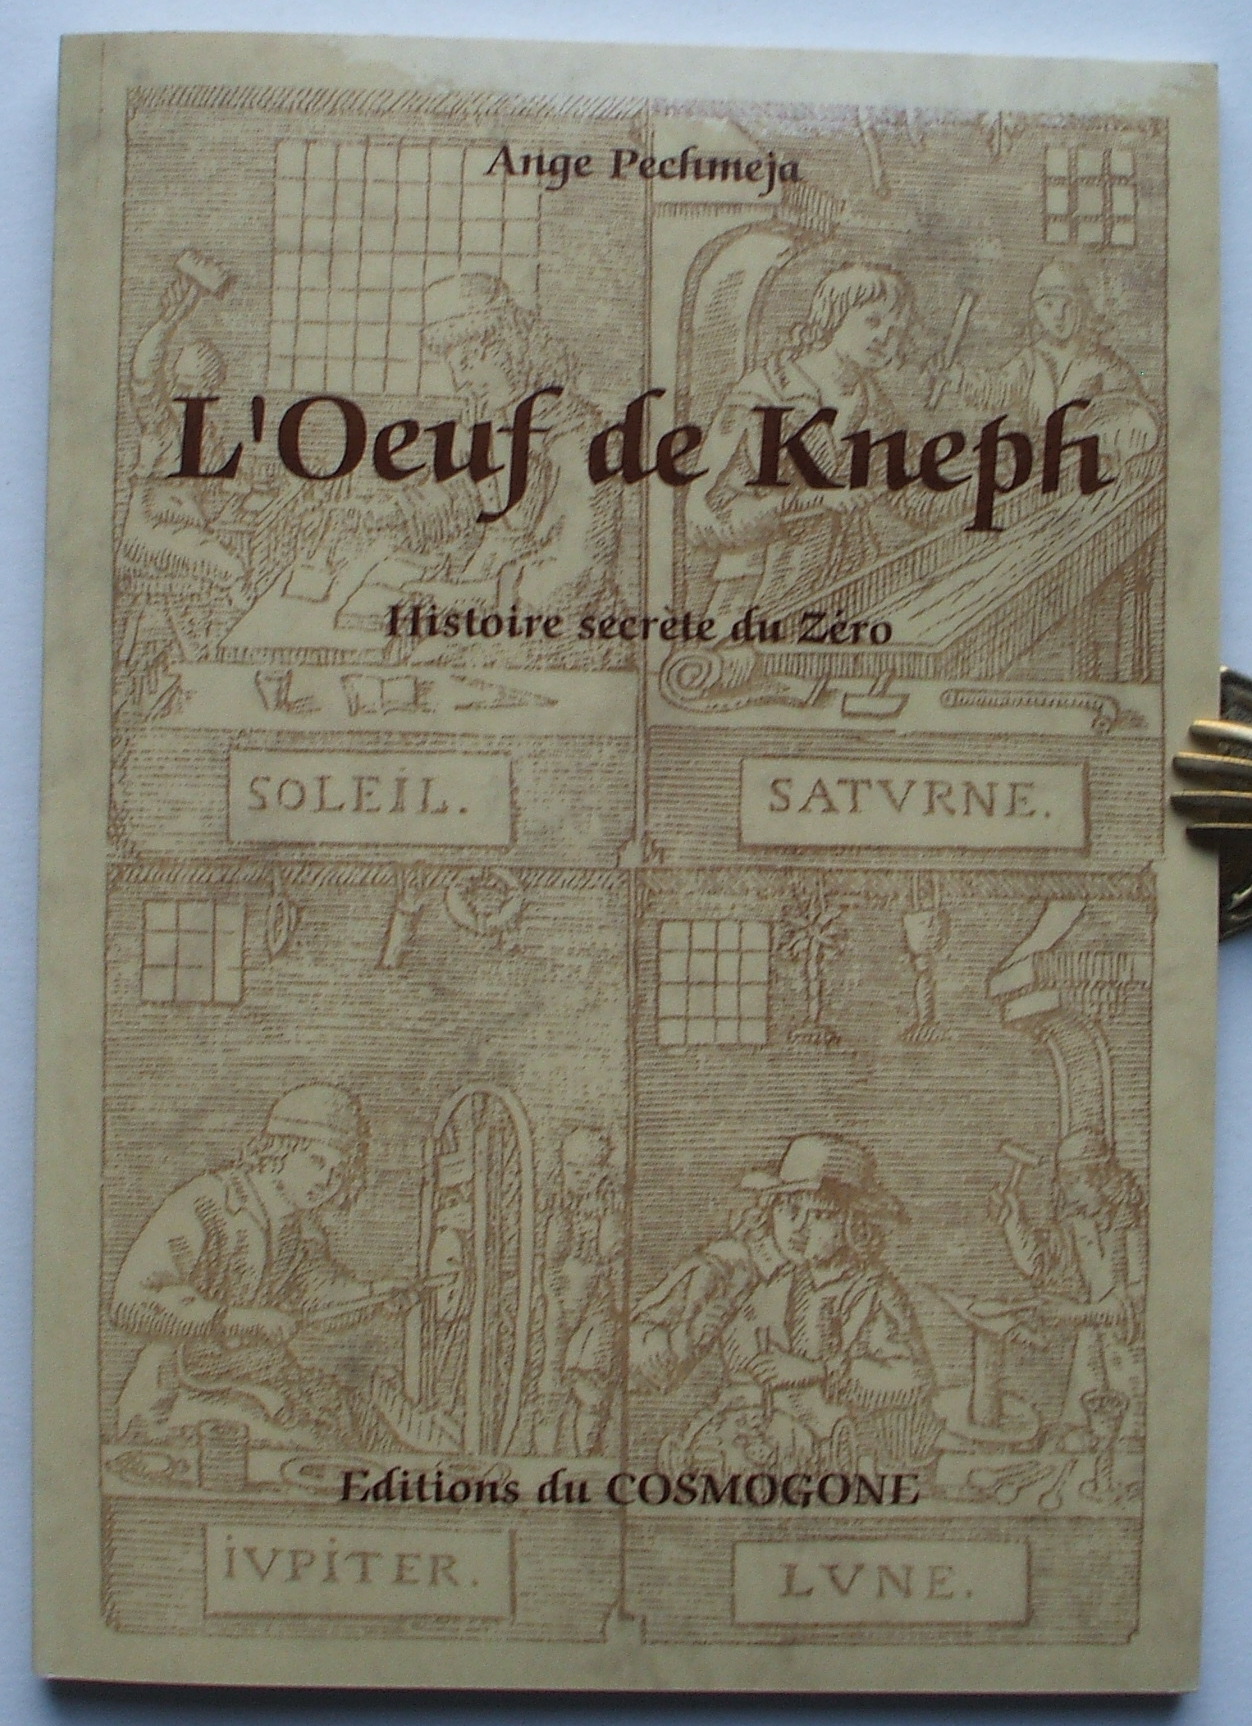 Ange Pechmeja
L'Oeuf de Kneph
Histoire secrète du Zéro
SOLEIL.
SATVRNE.
Editions du COSMOGONE
IVPITER.
LVNE.